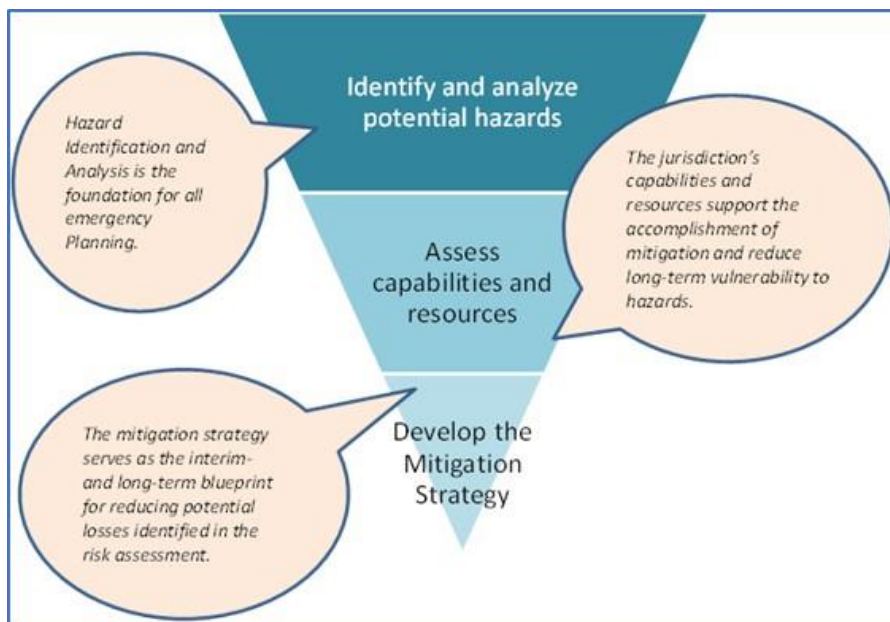 Identify and analyze
potential hazards
Hazard
Identification and
Analysis is the
foundation for all
emergency
Planning.
The jurisdiction's
capabilities and
resources support the
accomplishment of
mitigation and reduce
long-term vulnerability to
hazards.
Assess
capabilities and
resources
The mitigation strategy
serves as the interim-
and long-term blueprint
for reducing potential
losses identified in the
risk assessment.
Develop the
Mitigation
Strategy